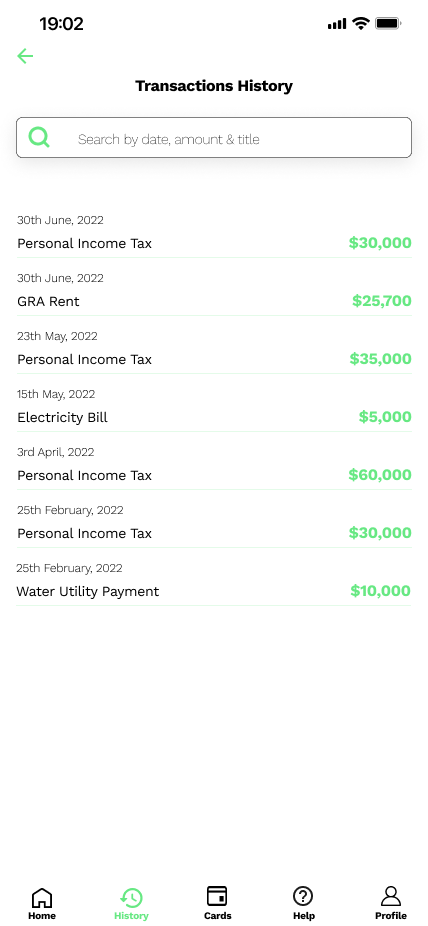 19:02
Transactions History
Search by date, amount & title
30th June, 2022
Personal Income Tax $30,000
30th June, 2022
GRA Rent $25,700
23th May, 2022
Personal Income Tax $35,000
15th May, 2022
Electricity Bill $5,000
3rd April, 2022
Personal Income Tax $60,000
25th February, 2022
Personal Income Tax $30,000
25th February, 2022
Water Utility Payment $10,000
Home History Cards Help Profile